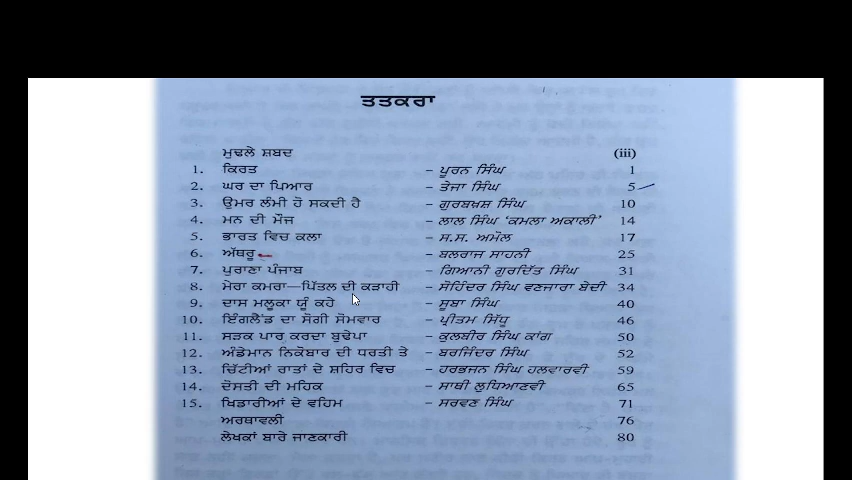 ਤਤਕਰਾ
ਮੁਢਲੇ ਸ਼ਬਦ (iii)
1. ਕਿਰਤ – ਪੂਰਨ ਸਿੰਘ 1
2. ਘਰ ਦਾ ਪਿਆਰ – ਤੇਜਾ ਸਿੰਘ 5
3. ਉਮਰ ਲੰਮੀ ਹੋ ਸਕਦੀ ਹੈ – ਗੁਰਬਖ਼ਸ਼ ਸਿੰਘ 10
4. ਮਨ ਦੀ ਮੌਜ – ਲਾਲ ਸਿੰਘ ‘ਕਮਲਾ ਅਕਾਲੀ’ 14
5. ਭਾਰਤ ਵਿਚ ਕਲਾ – ਸ.ਸ. ਅਮੋਲ 17
6. ਅੱਥਰੂ – ਬਲਰਾਜ ਸਾਹਨੀ 25
7. ਪੁਰਾਣਾ ਪੰਜਾਬ – ਗਿਆਨੀ ਗੁਰਦਿੱਤ ਸਿੰਘ 31
8. ਮੇਰਾ ਕਮਰਾ—ਪਿੱਤਲ ਦੀ ਕੜਾਹੀ – ਸੋਹਿੰਦਰ ਸਿੰਘ ਵਣਜਾਰਾ ਬੇਦੀ 34
9. ਦਾਸ ਮਲੂਕਾ ਯੂੰ ਕਹੇ – ਸੂਬਾ ਸਿੰਘ 40
10. ਇੰਗਲੈਂਡ ਦਾ ਸੋਗੀ ਸੋਮਵਾਰ – ਪ੍ਰੀਤਮ ਸਿੱਧੂ 46
11. ਸੜਕ ਪਾਰ ਕਰਦਾ ਬੁਢੇਪਾ – ਕੁਲਬੀਰ ਸਿੰਘ ਕਾਂਗ 50
12. ਅੰਡੇਮਾਨ ਨਿਕੋਬਾਰ ਦੀ ਧਰਤੀ ਤੇ – ਬਰਜਿੰਦਰ ਸਿੰਘ 52
13. ਚਿੱਟੀਆਂ ਰਾਤਾਂ ਦੇ ਸ਼ਹਿਰ ਵਿਚ – ਹਰਭਜਨ ਸਿੰਘ ਹਲਵਾਰਵੀ 59
14. ਦੋਸਤੀ ਦੀ ਮਹਿਕ – ਸਾਥੀ ਲੁਧਿਆਣਵੀ 65
15. ਖਿਡਾਰੀਆਂ ਦੇ ਵਹਿਮ – ਸਰਵਣ ਸਿੰਘ 71
ਅਰਥਾਵਲੀ 76
ਲੇਖਕਾਂ ਬਾਰੇ ਜਾਣਕਾਰੀ 80